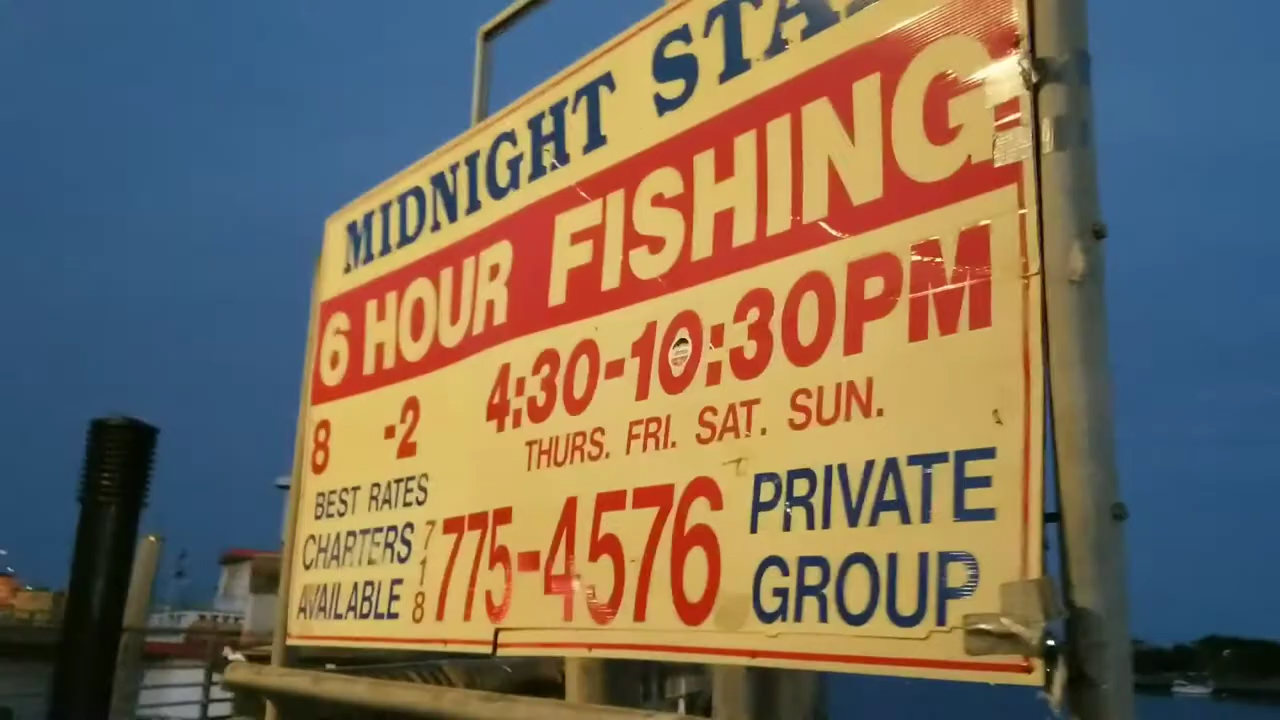 MIDNIGHT STA
6 HOUR FISHING
8 -2
4:30-10:30PM
THURS. FRI. SAT. SUN.
BEST RATES
CHARTERS
AVAILABLE
718
775-4576
PRIVATE
GROUP